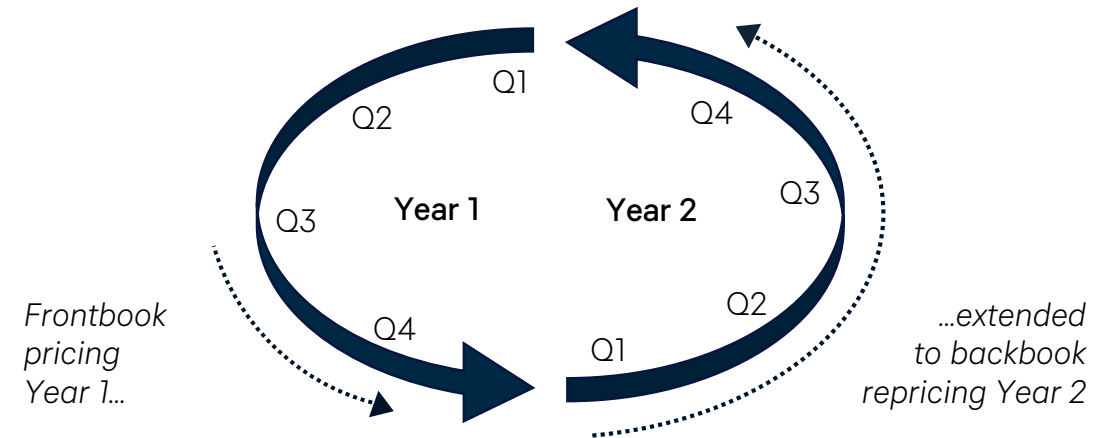 Q1
Q2
Q3
Q4
Year 1
Frontbook
pricing
Year 1...
Year 2
Q1
Q2
Q3
Q4
...extended
to backbook
repricing Year 2